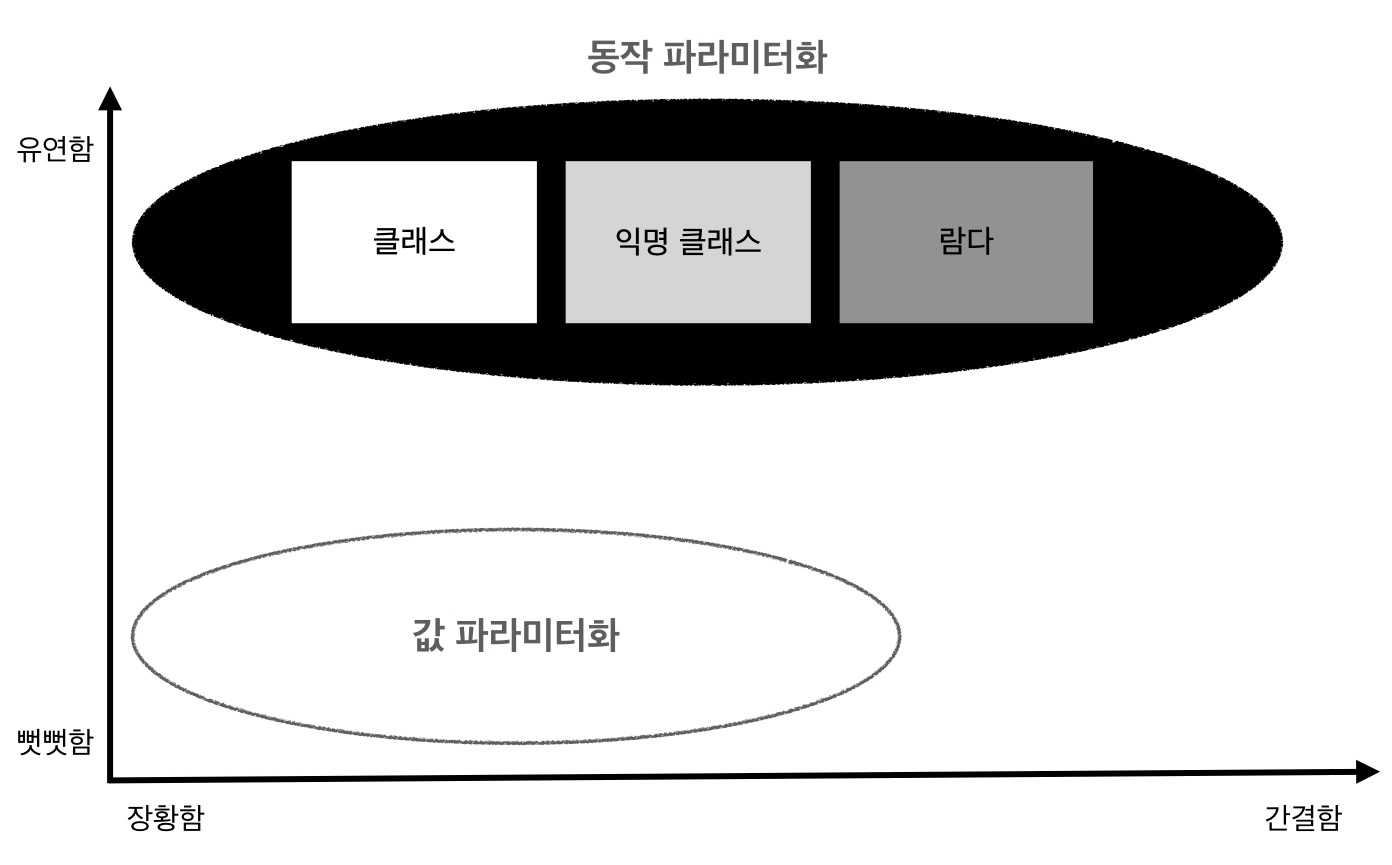 동작 파라미터화
유연함
클래스
익명 클래스
람다
값 파라미터화
뻣뻣함
장황함
간결함